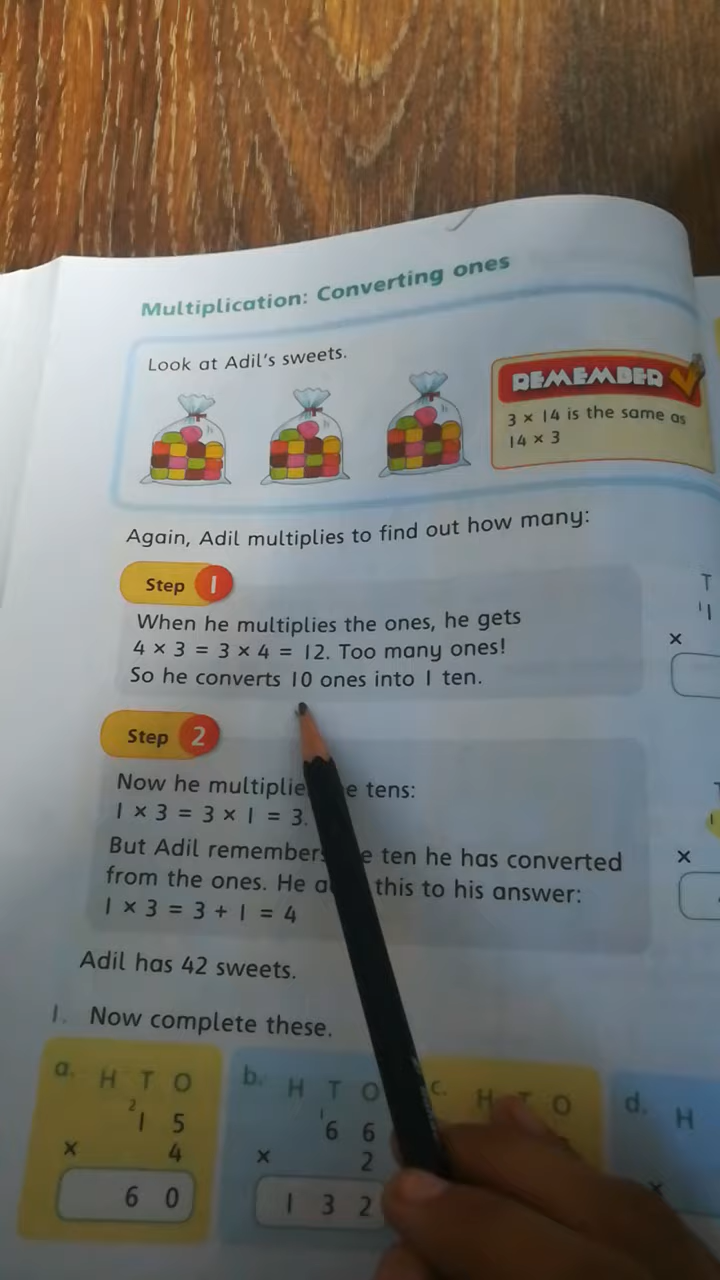 Multiplication: Converting ones
Look at Adil's sweets.
REMEMBER
3 × 14 is the same as
14 × 3
Again, Adil multiplies to find out how many:
Step 1
When he multiplies the ones, he gets
4 × 3 = 3 × 4 = 12. Too many ones!
So he converts 10 ones into 1 ten.
T
1 1
×
Step 2
Now he multiplie e tens:
1 × 3 = 3 × 1 = 3.
But Adil remembers ten he has converted
from the ones. He this to his answer:
1 × 3 = 3 + 1 = 4
×
Adil has 42 sweets.
1. Now complete these.
a. H T O
2 1 5
× 4
6 0
b. H T O
1 6 6
× 2
1 3 2
c. H T O
d. H
×